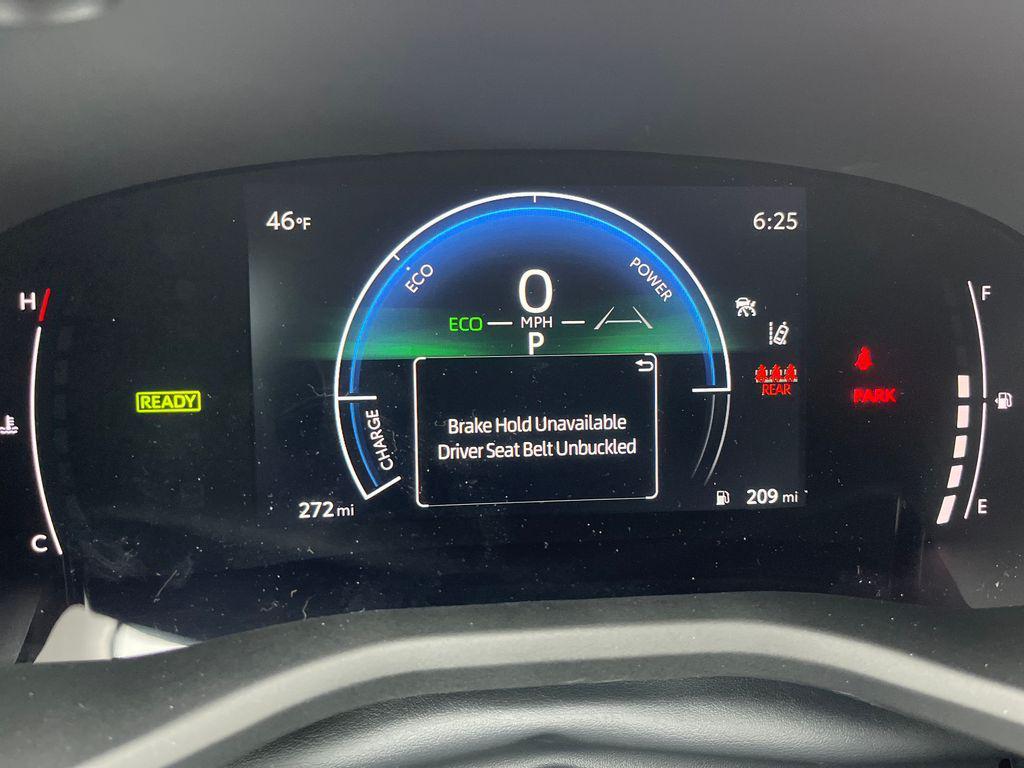 46°F
6:25
ECO
POWER
0
ECO
MPH
P
H
F
READY
REAR
PARK
CHARGE
Brake Hold Unavailable
Driver Seat Belt Unbuckled
272 mi
209 mi
C
E